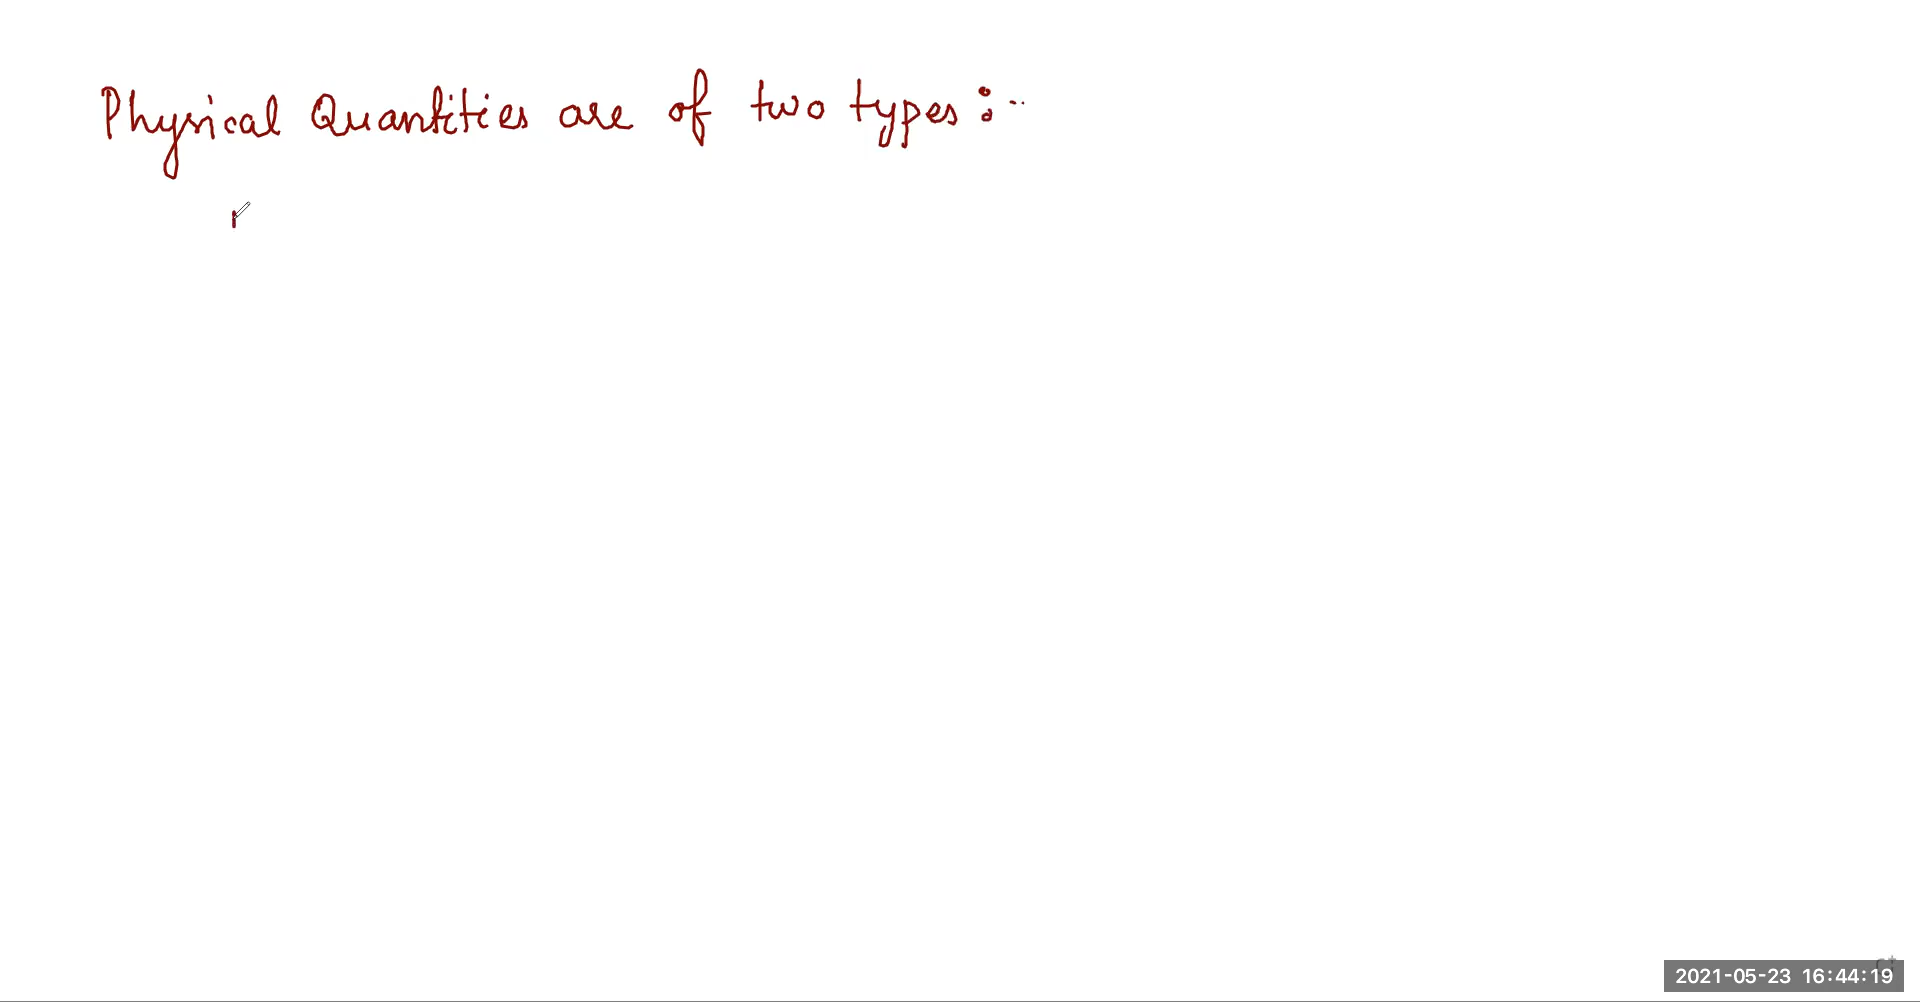 Physical Quantities are of two types :-
2021-05-23 16:44:19